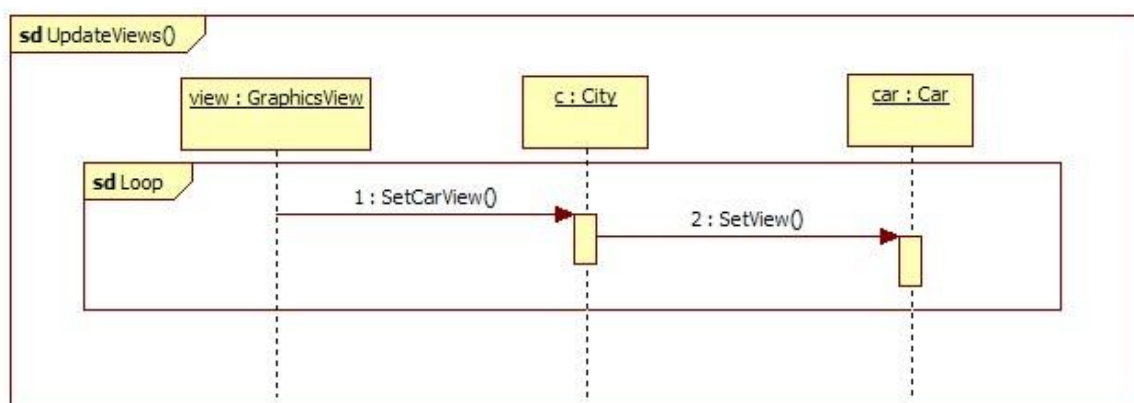 sd UpdateViews()
view : GraphicsView
c : City
car : Car
sd Loop
1 : SetCarView()
2 : SetView()